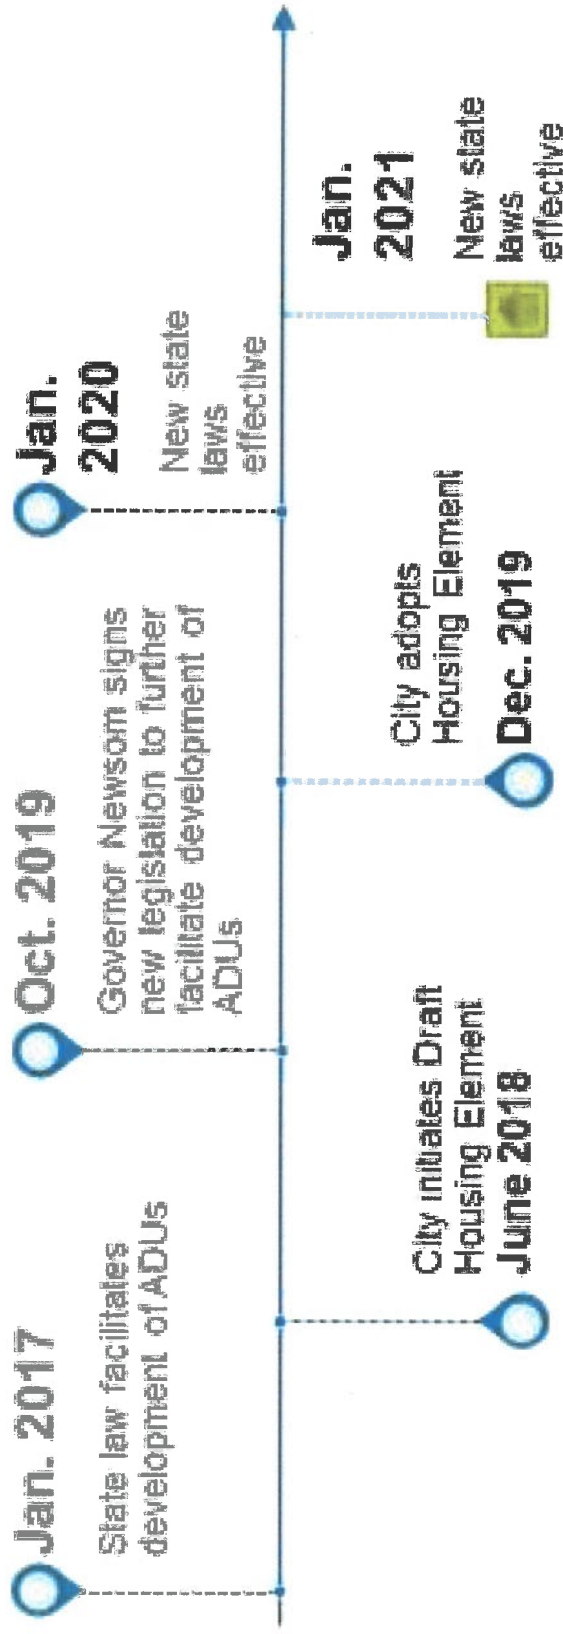 Jan. 2017
State law facilitates
development of ADUs
City initiates Draft
Housing Element
June 2018
Oct. 2019
Governor Newsom signs
new legislation to further
facilitate development of
ADUs
City adopts
Housing Element
Dec. 2019
Jan.
2020
New state
laws
effective
Jan.
2021
New state
laws
effective